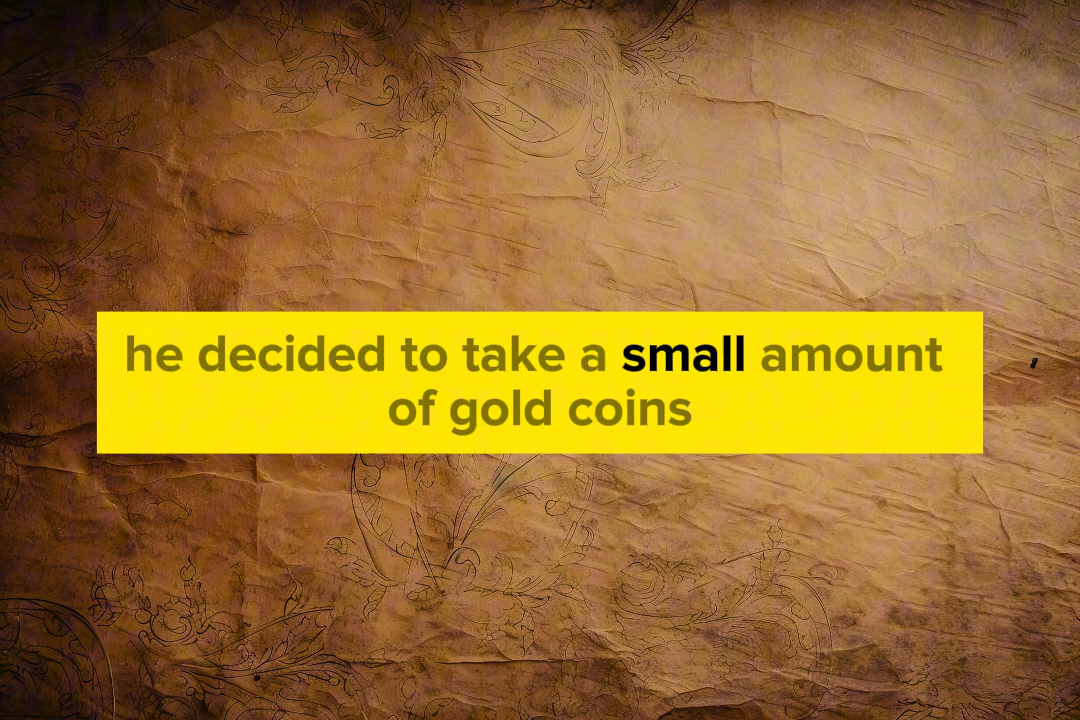 he decided to take a small amount
of gold coins